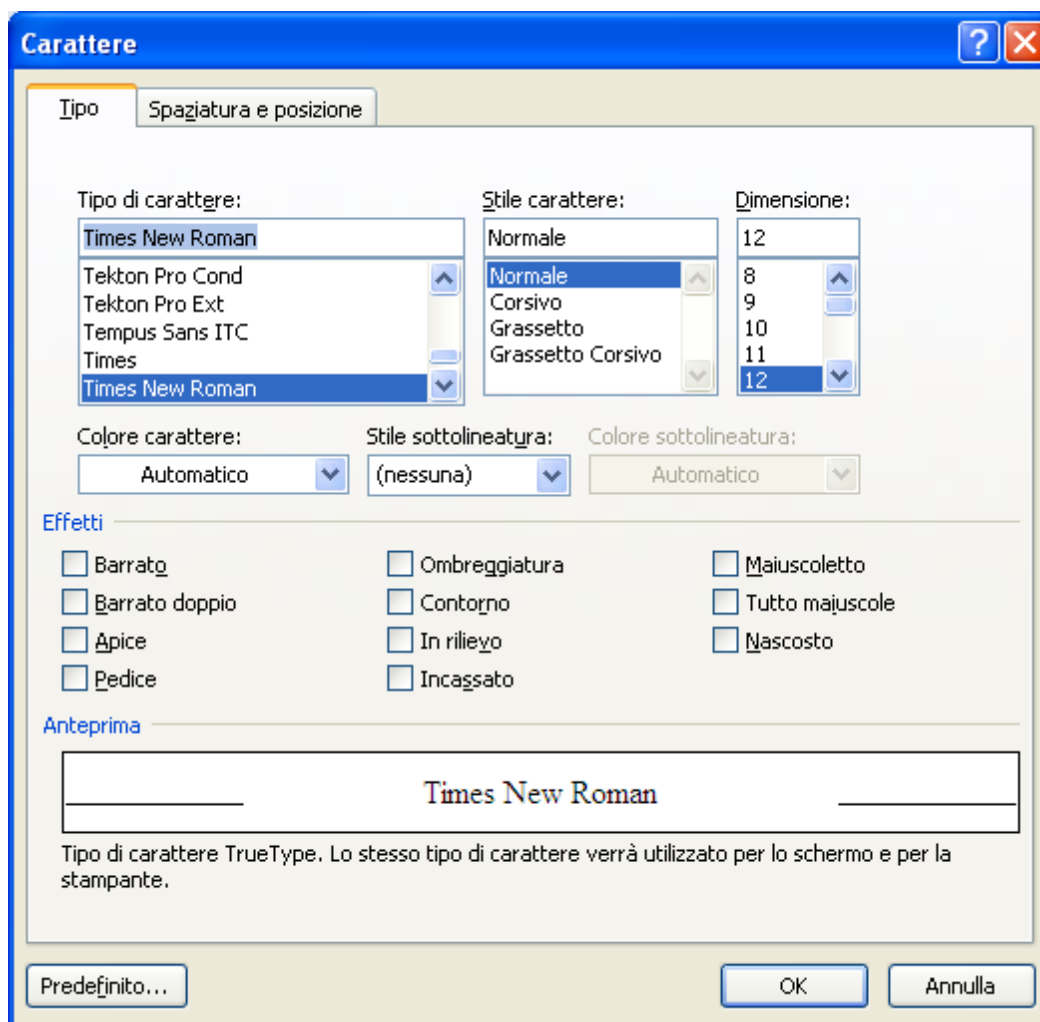 Carattere
Tipo
Spaziatura e posizione
Tipo di carattere:
Stile carattere:
Dimensione:
Times New Roman
Normale
12
Tekton Pro Cond
Tekton Pro Ext
Tempus Sans ITC
Times
Times New Roman
Normale
Corsivo
Grassetto
Grassetto Corsivo
8
9
10
11
12
Colore carattere:
Stile sottolineatura:
Colore sottolineatura:
Automatico
(nessuna)
Automatico
Effetti
Barrato
Ombreggiatura
Maiuscoletto
Barrato doppio
Contorno
Tutto maiuscole
Apice
In rilievo
Nascosto
Pedice
Incassato
Anteprima
Times New Roman
Tipo di carattere TrueType. Lo stesso tipo di carattere verrà utilizzato per lo schermo e per la
stampante.
Predefinito...
OK
Annulla